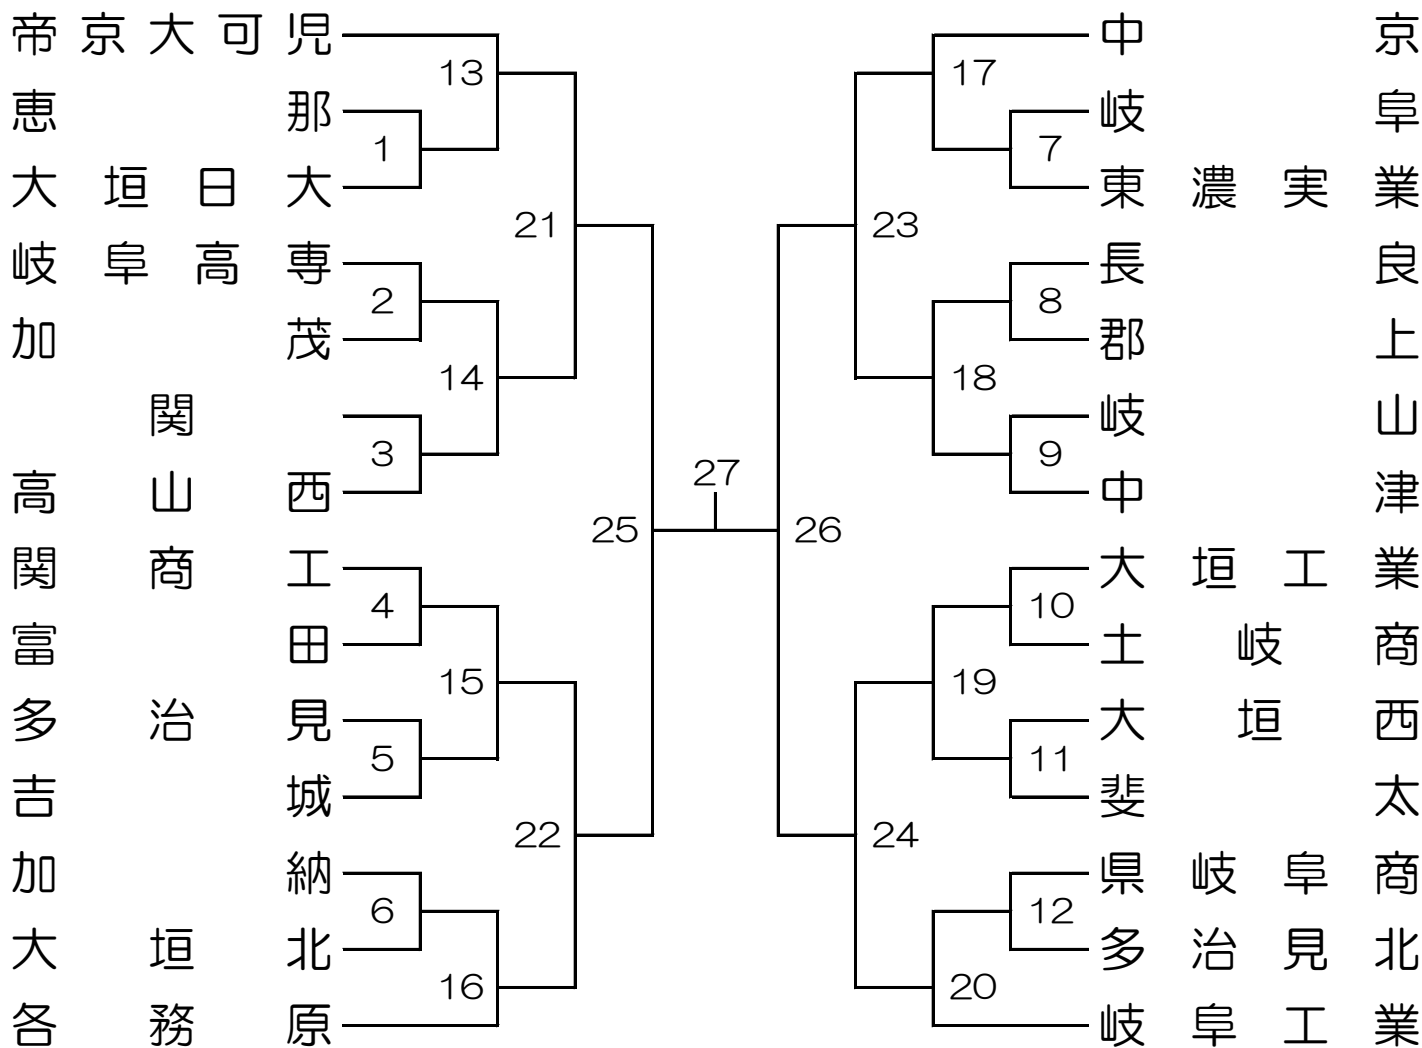 帝京大可児
恵那
大垣日大
岐阜高専
加茂
関
高山西
関商工
富田
多治見
吉城
加納
大垣北
各務原
13
1
2
14
3
4
15
5
6
16
21
22
25
27
26
23
24
17
7
8
18
9
10
19
11
12
20
中京
岐阜
東濃実業
長良
郡上
岐山
中津
大垣工業
土岐商
大垣西
斐太
県岐阜商
多治見北
岐阜工業